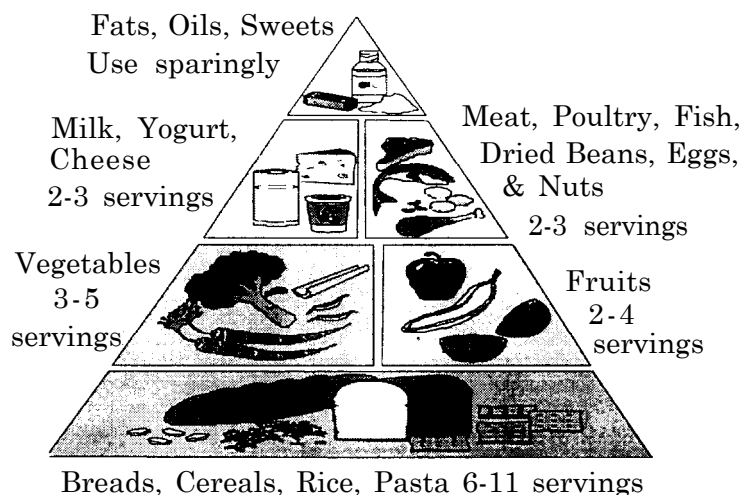 Fats, Oils, Sweets
Use sparingly
Milk, Yogurt,
Cheese
2-3 servings
Meat, Poultry, Fish,
Dried Beans, Eggs,
& Nuts
2-3 servings
Vegetables
3-5
servings
Fruits
2-4
servings
Breads, Cereals, Rice, Pasta 6-11 servings